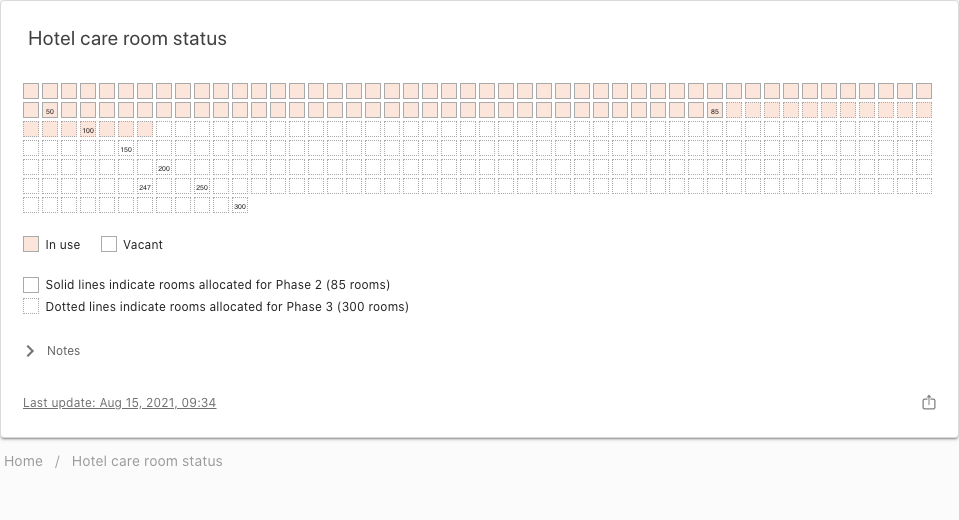 Hotel care room status
50
85
100
150
200
247
250
300
In use
Vacant
Solid lines indicate rooms allocated for Phase 2 (85 rooms)
Dotted lines indicate rooms allocated for Phase 3 (300 rooms)
Notes
Last update: Aug 15, 2021, 09:34
Home / Hotel care room status